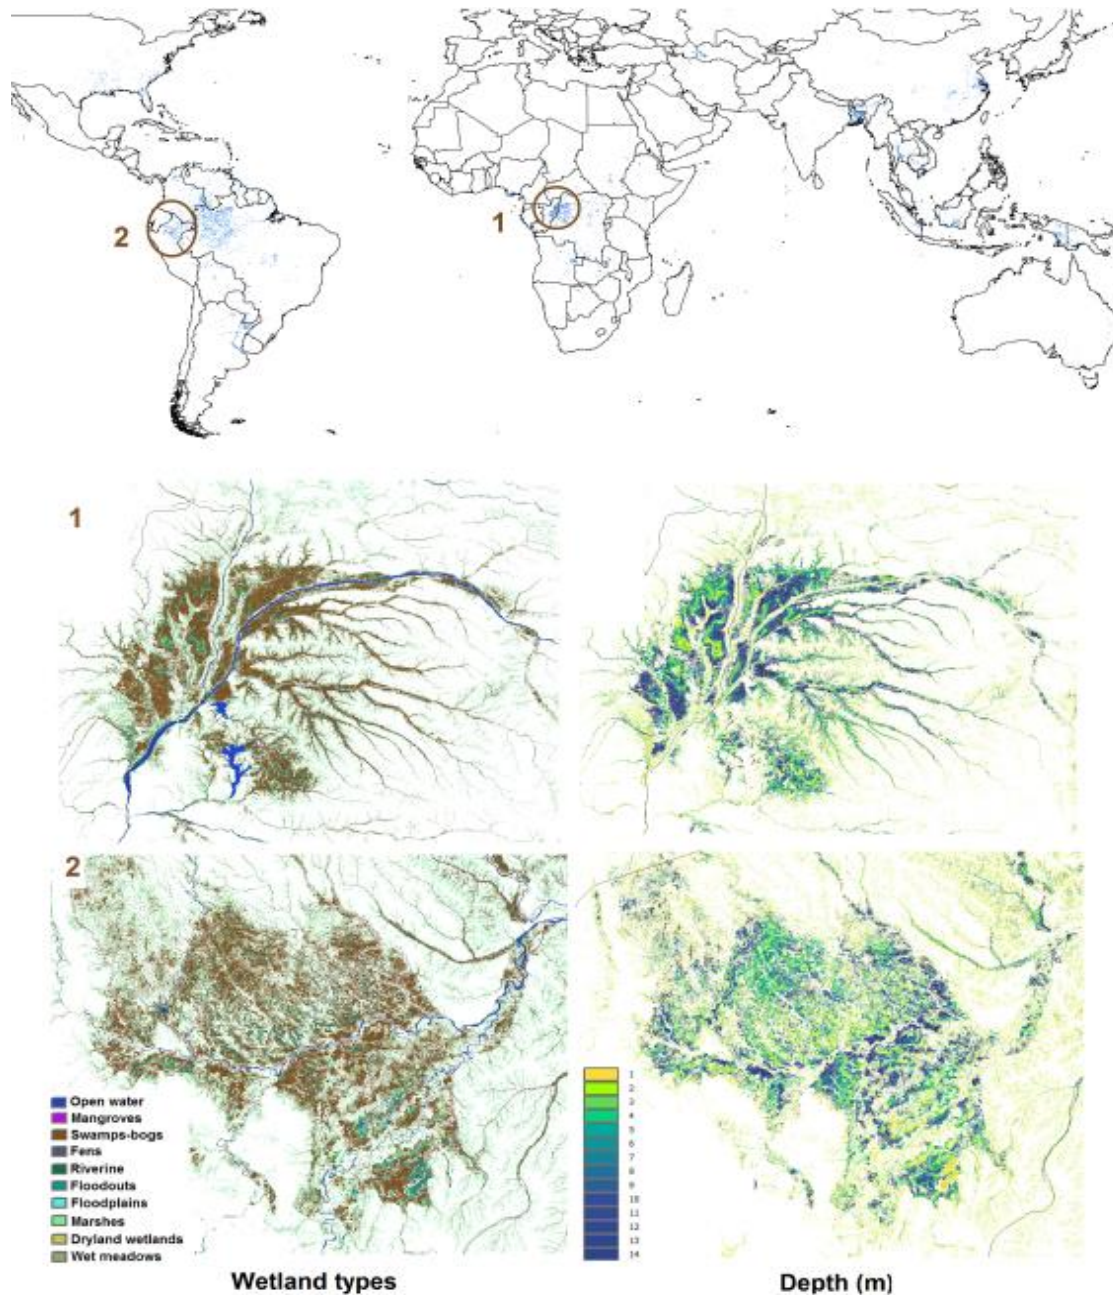 2
1
1
2
Open water
Mangroves
Swamps-bogs
Fens
Riverine
Floodouts
Floodplains
Marshes
Dryland wetlands
Wet meadows
1
2
3
4
5
6
7
8
9
10
11
12
13
14
Wetland types
Depth (m)